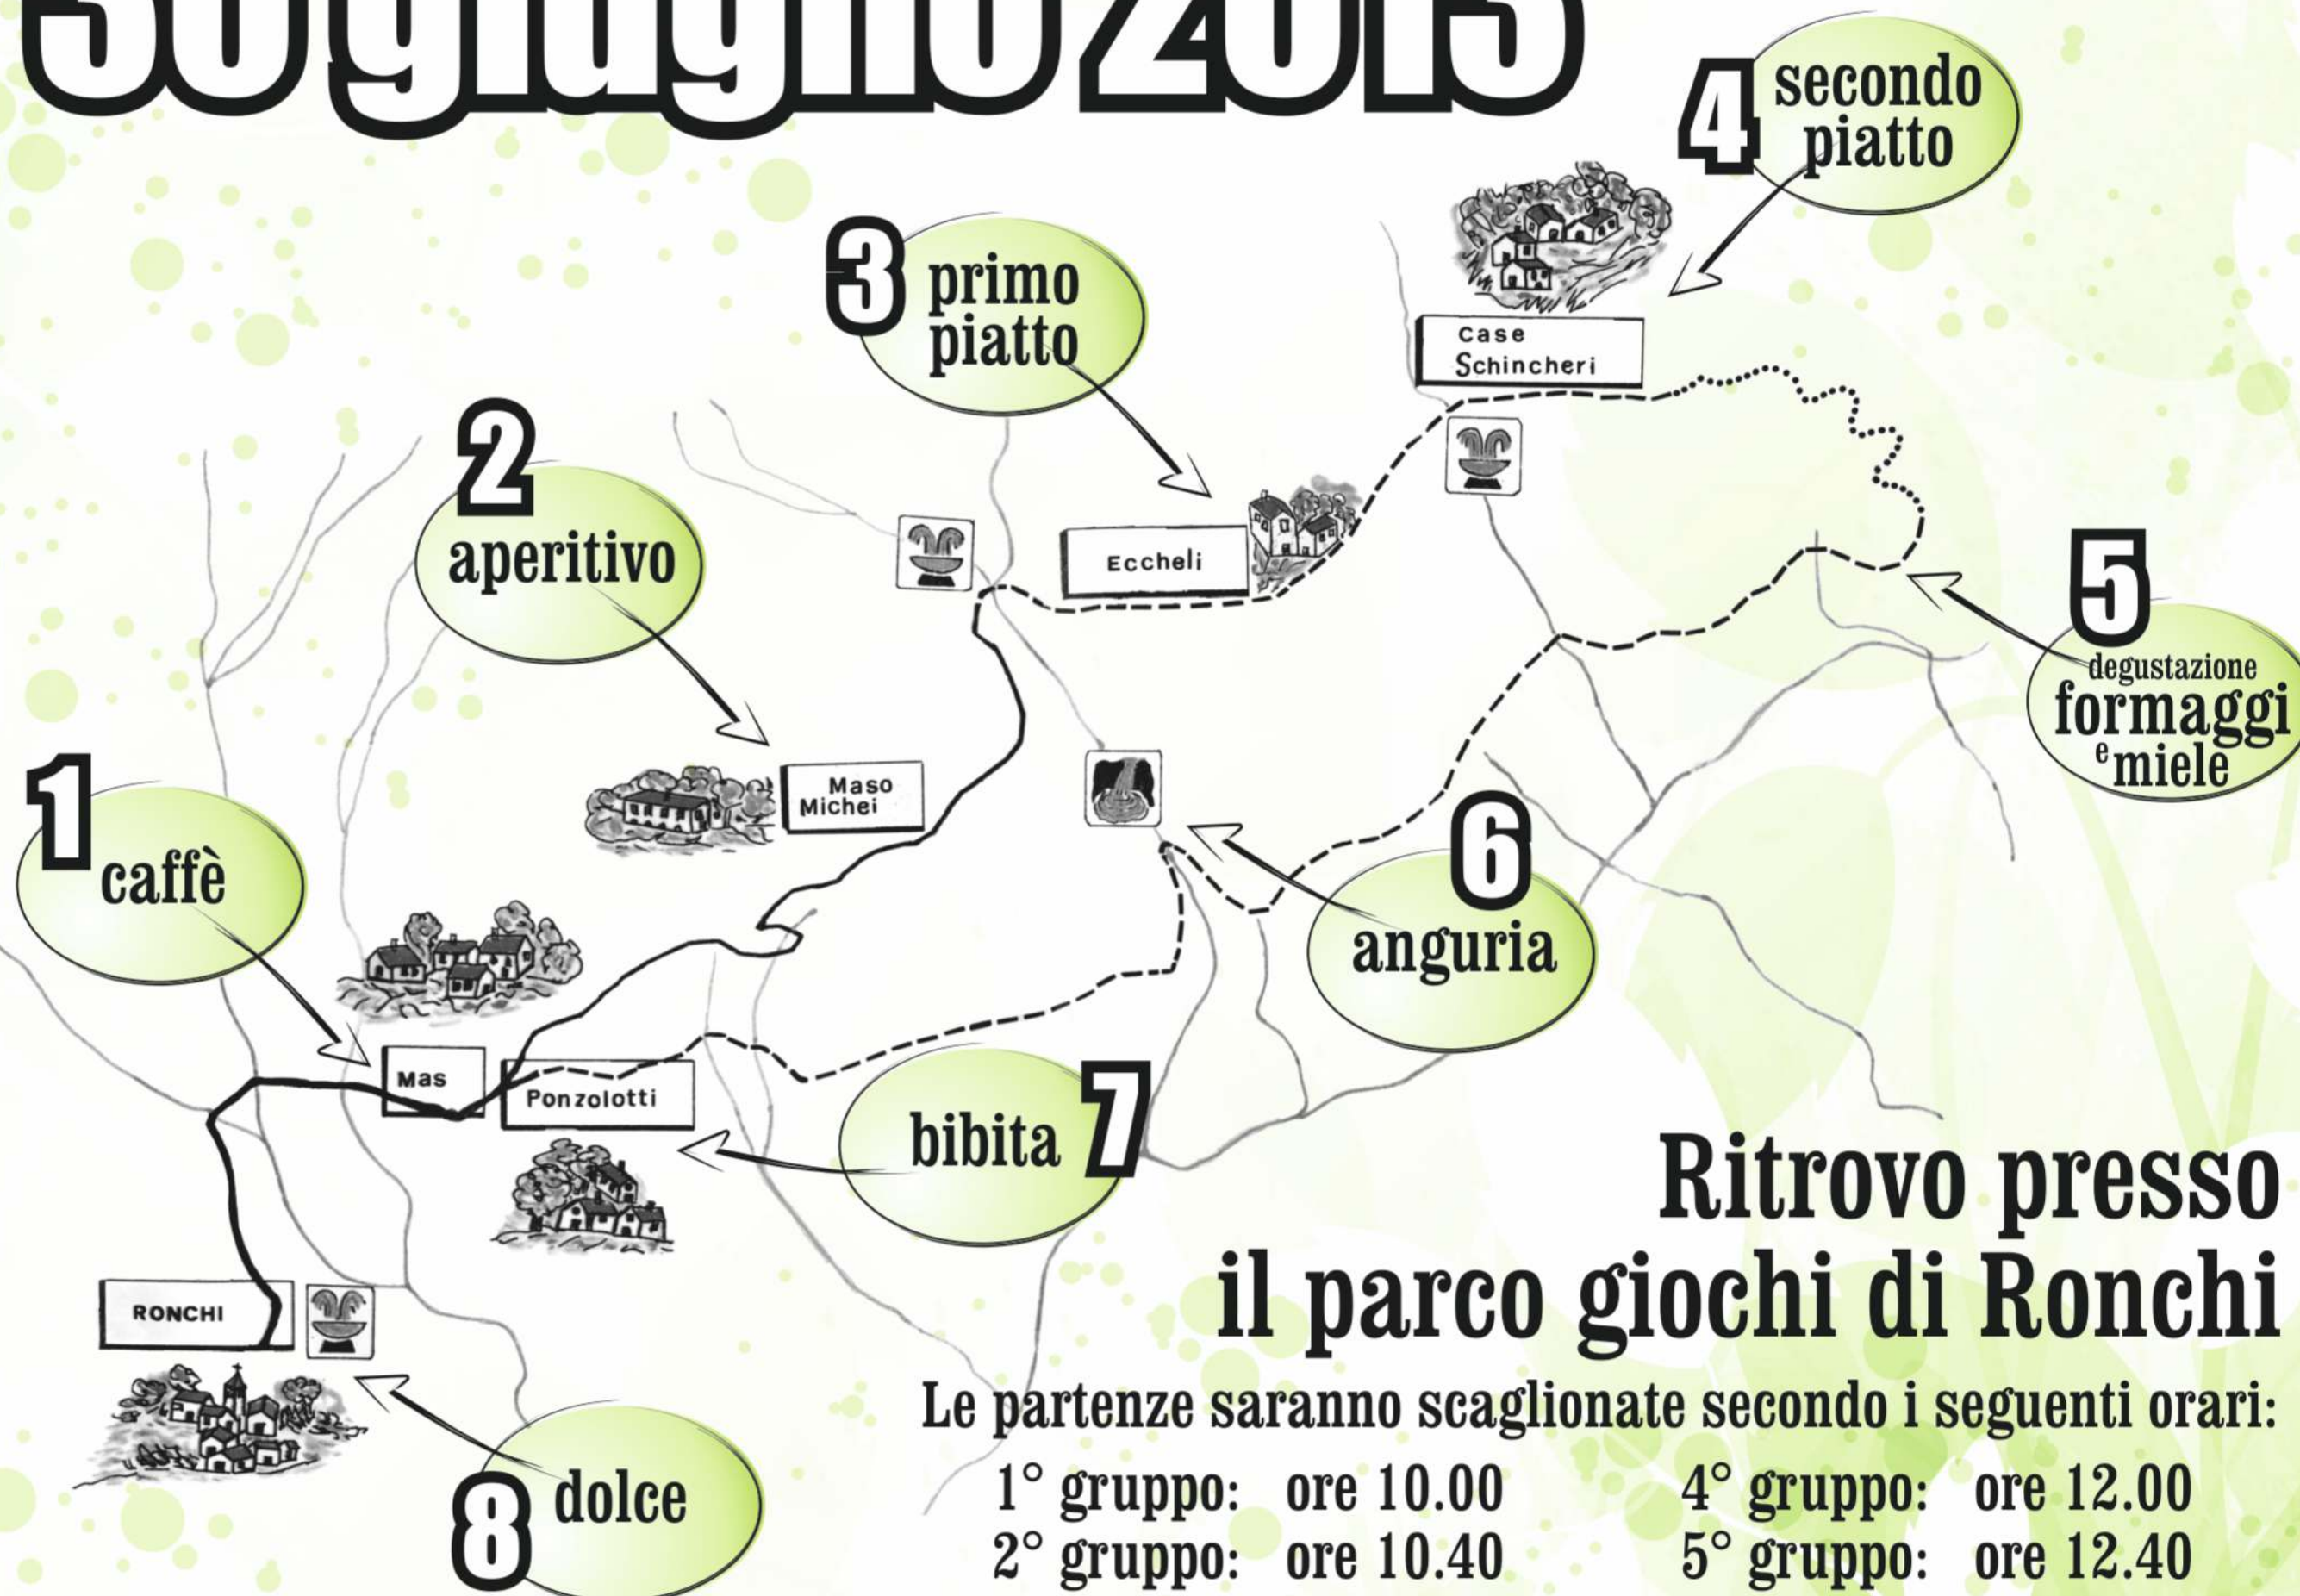 30 giugno 2013
4 secondo
piatto
3 primo
piatto
Case
Schincheri
2
aperitivo
Eccheli
5
degustazione
formaggi
e miele
Maso
Michei
1
caffè
6
anguria
Mas
Ponzolotti
bibita 7
RONCHI
8 dolce
Ritrovo presso
il parco giochi di Ronchi
Le partenze saranno scaglionate secondo i seguenti orari:
1° gruppo: ore 10.00
4° gruppo: ore 12.00
2° gruppo: ore 10.40
5° gruppo: ore 12.40